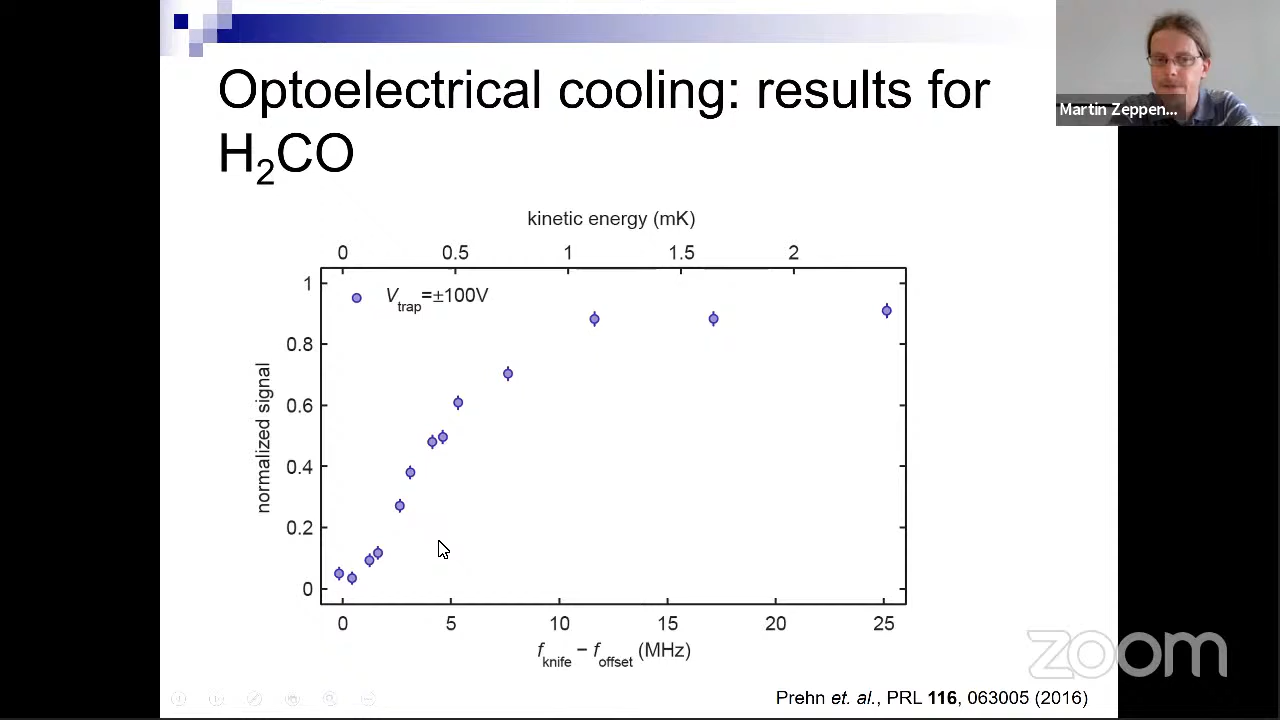 Optoelectrical cooling: results for
H₂CO
Martin Zeppen...
kinetic energy (mK)
0 0.5 1 1.5 2
V_trap=±100V
1
0.8
0.6
0.4
0.2
0
normalized signal
0 5 10 15 20 25
f_knife − f_offset (MHz)
zoom
Prehn et. al., PRL 116, 063005 (2016)